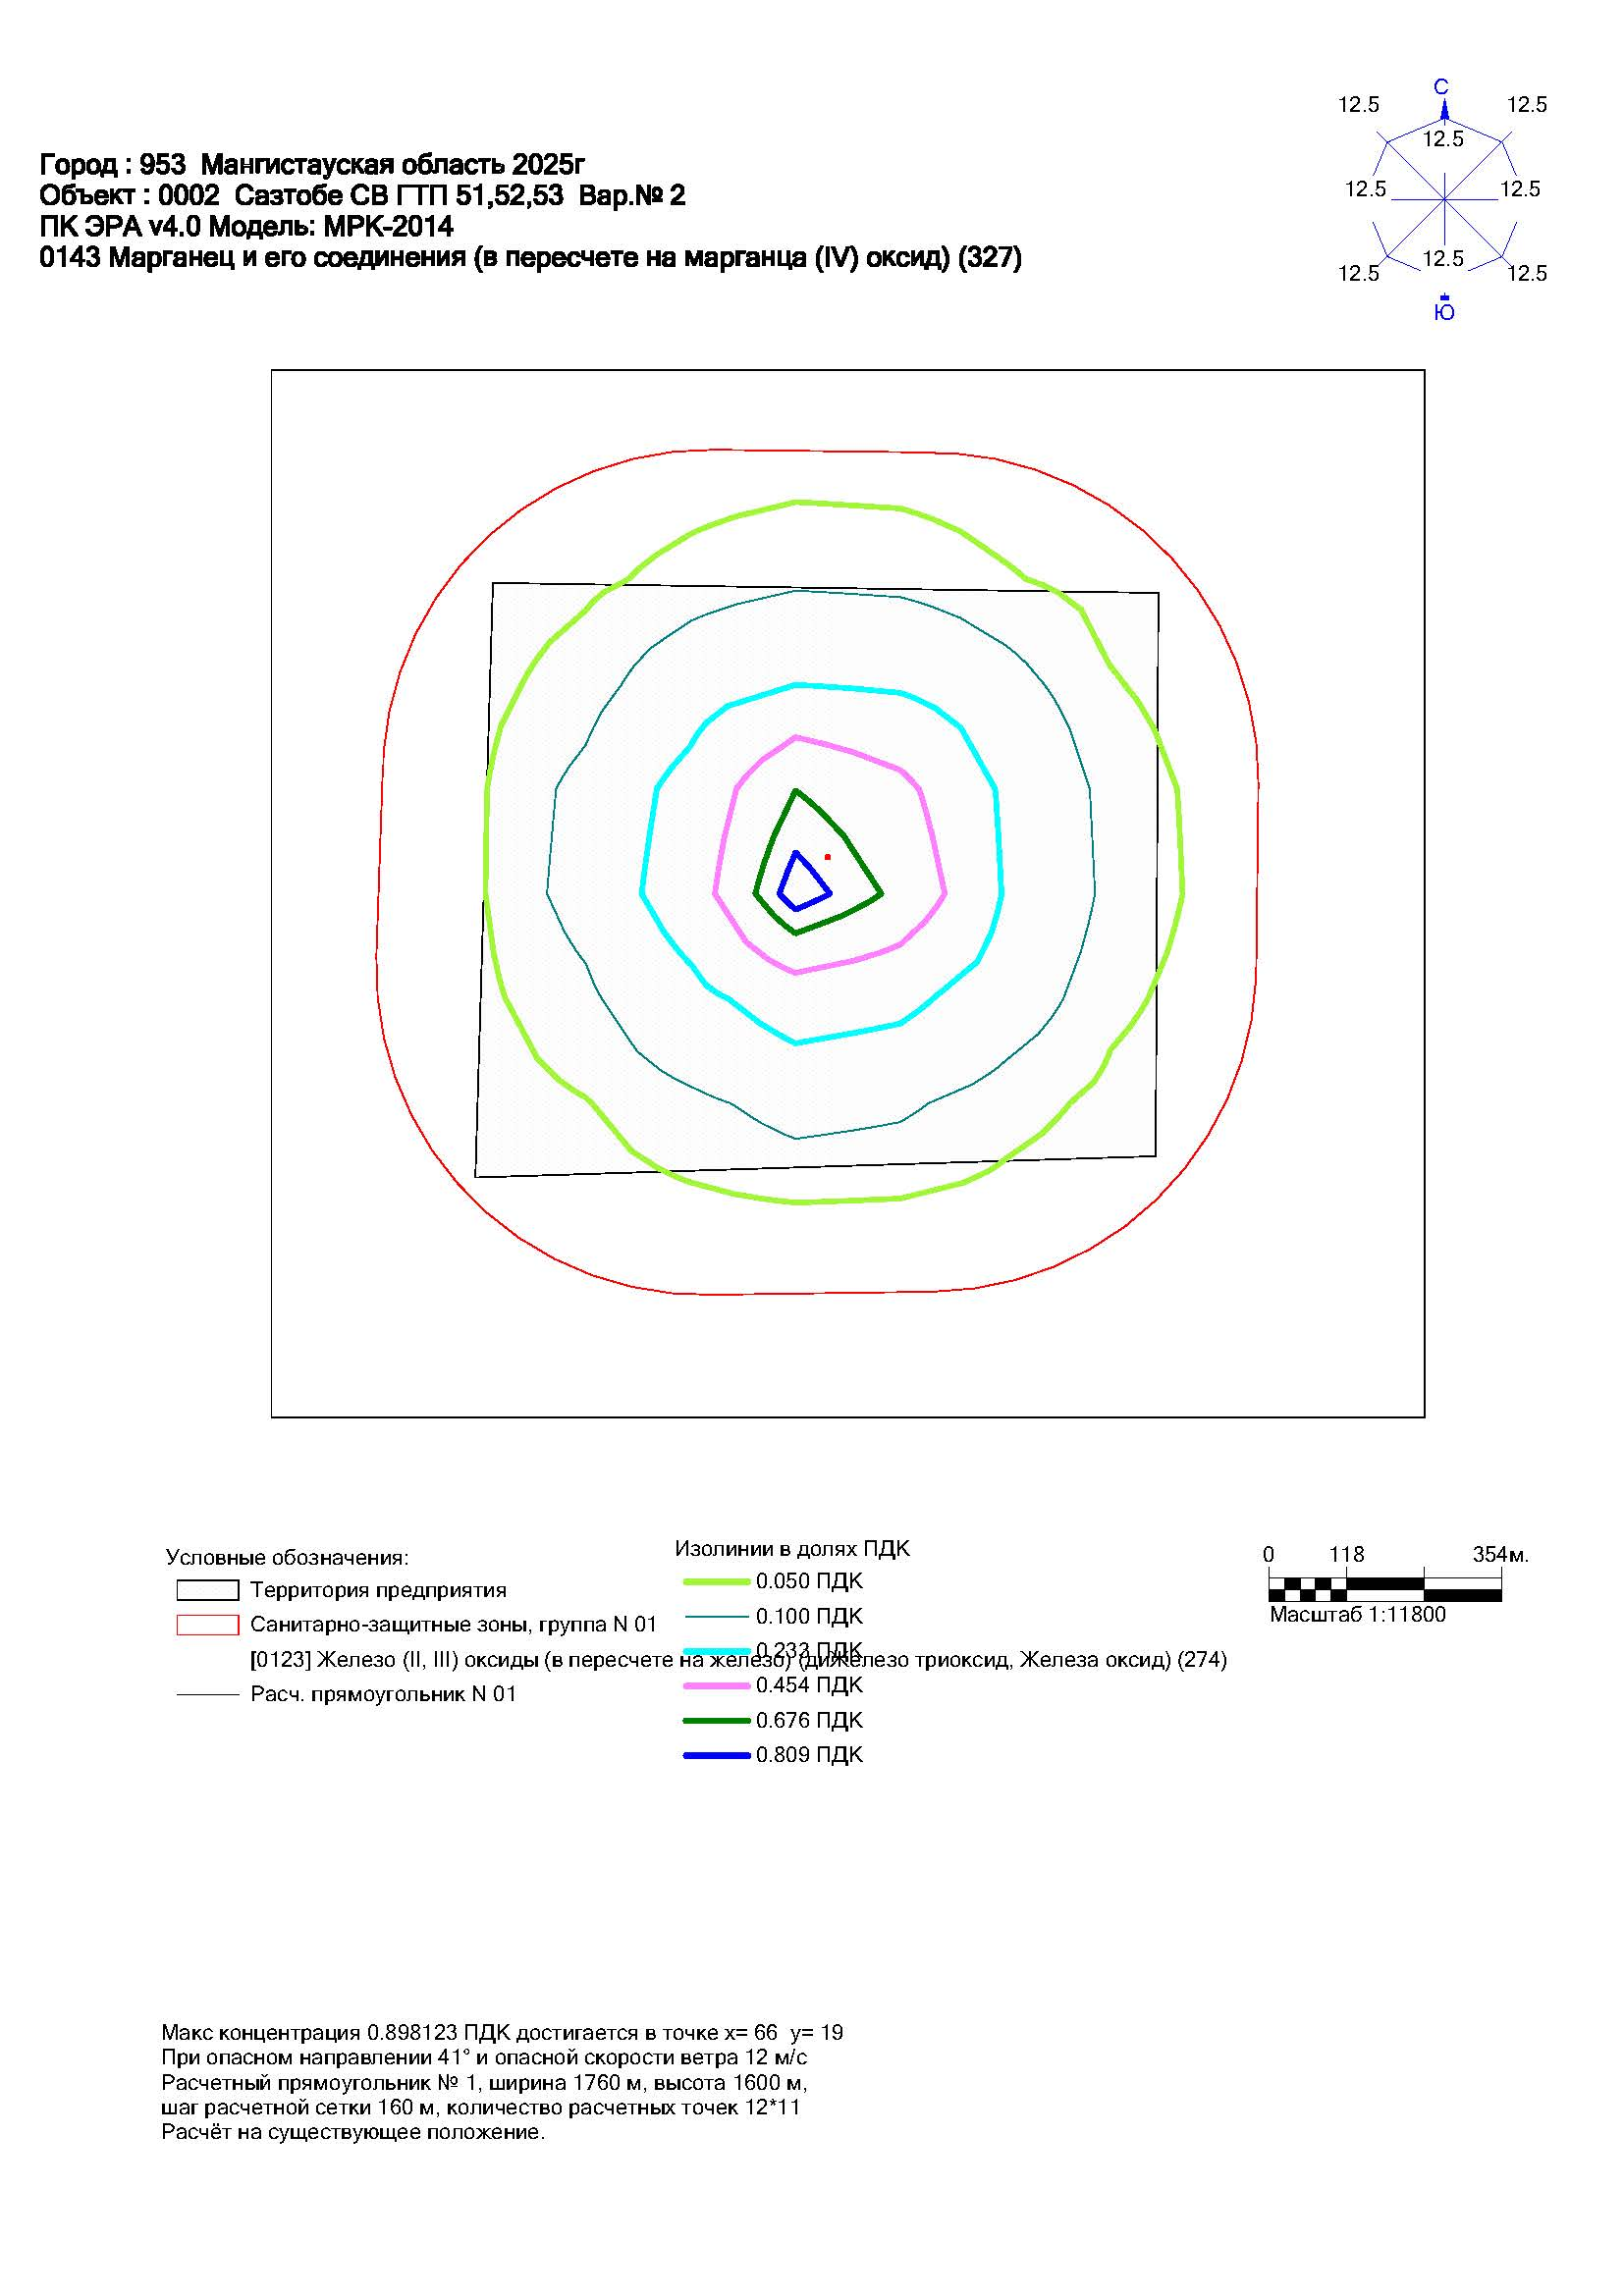 С
12.5 12.5
12.5
12.5 12.5
12.5
12.5 12.5
Ю
Город : 953 Мангистауская область 2025г
Объект : 0002 Сазтобе СВ ГТП 51,52,53 Вар.№ 2
ПК ЭРА v4.0 Модель: МРК-2014
0143 Марганец и его соединения (в пересчете на марганца (IV) оксид) (327)
Условные обозначения:
Территория предприятия
Санитарно-защитные зоны, группа N 01
[0123] Железо (II, III) оксиды (в пересчете на железо) (дижелезо триоксид, Железа оксид) (274)
Расч. прямоугольник N 01
Изолинии в долях ПДК
0.050 ПДК
0.100 ПДК
0.233 ПДК
0.454 ПДК
0.676 ПДК
0.809 ПДК
0 118 354м.
Масштаб 1:11800
Макс концентрация 0.898123 ПДК достигается в точке x= 66 y= 19
При опасном направлении 41° и опасной скорости ветра 12 м/с
Расчетный прямоугольник № 1, ширина 1760 м, высота 1600 м,
шаг расчетной сетки 160 м, количество расчетных точек 12*11
Расчёт на существующее положение.